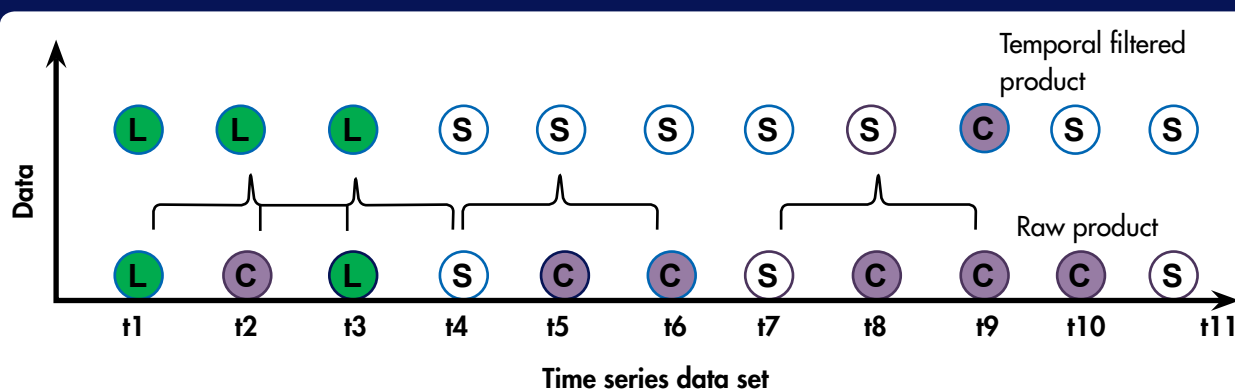 Temporal filtered
product
L L L S S S S S C S S
Data
Raw product
L C L S C C S C C C S
t1 t2 t3 t4 t5 t6 t7 t8 t9 t10 t11
Time series data set